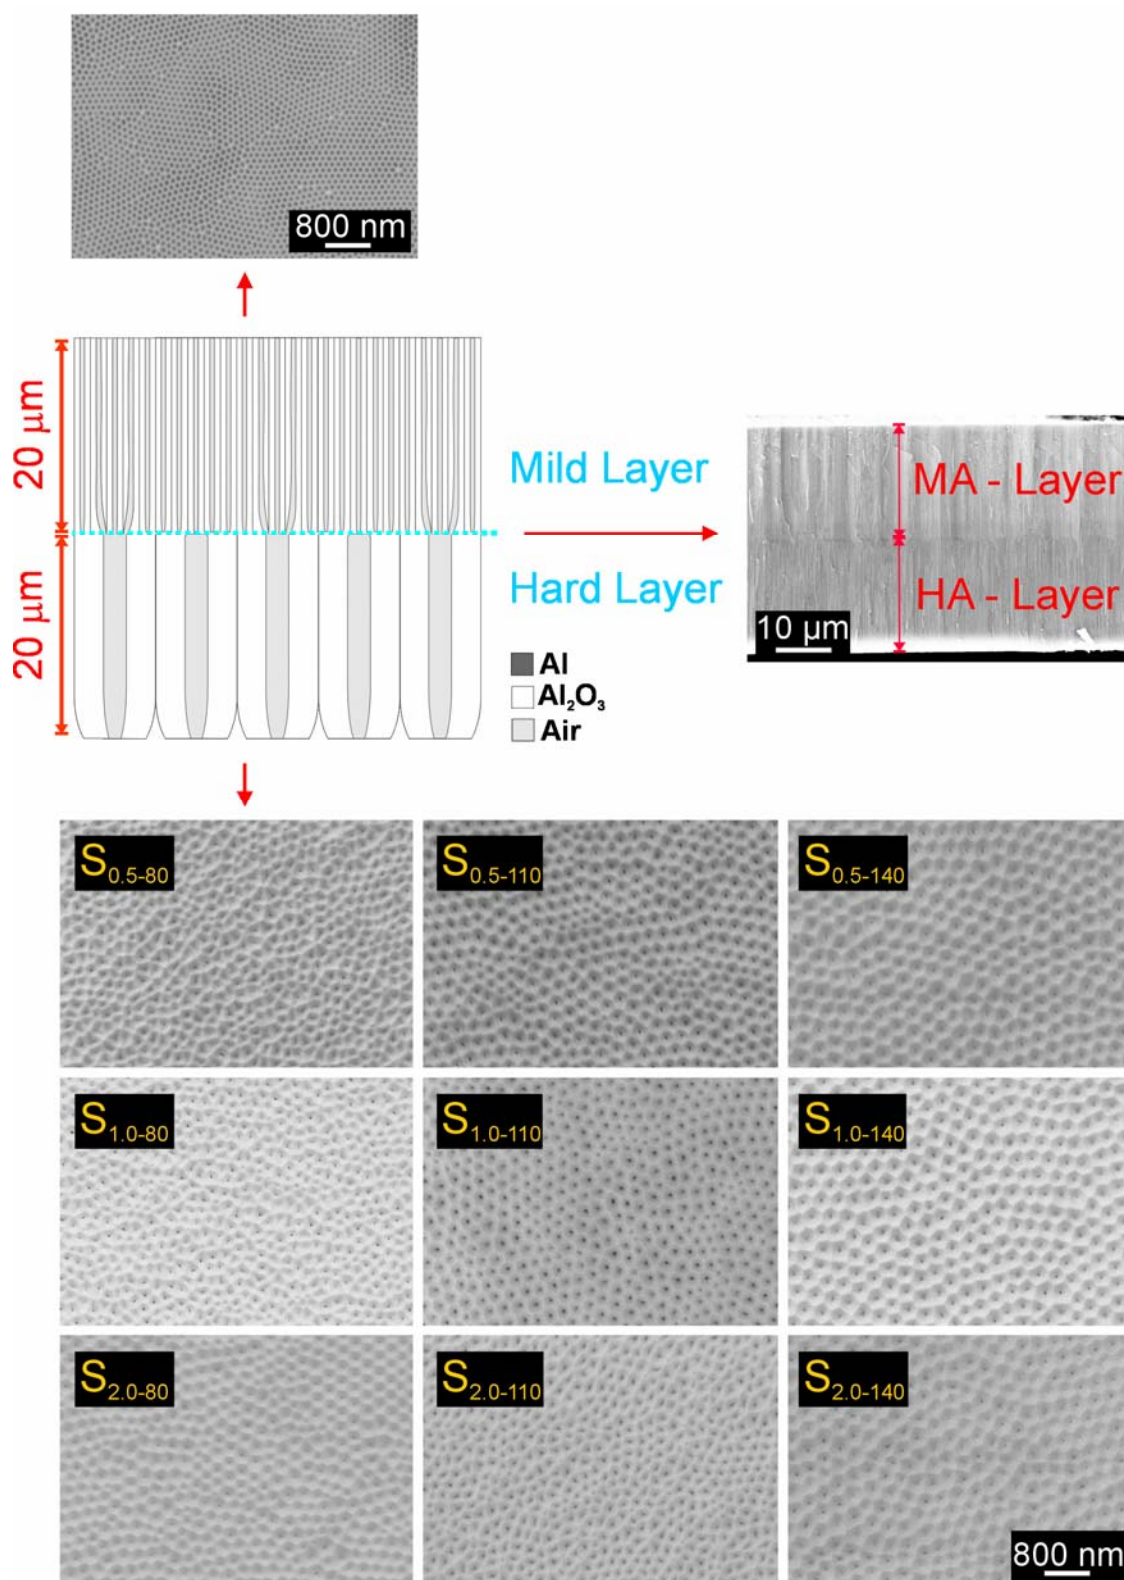 800 nm
20 μm
20 μm
Mild Layer
Hard Layer
Al
Al₂O₃
Air
MA - Layer
HA - Layer
10 μm
S₀.₅₋₈₀
S₀.₅₋₁₁₀
S₀.₅₋₁₄₀
S₁.₀₋₈₀
S₁.₀₋₁₁₀
S₁.₀₋₁₄₀
S₂.₀₋₈₀
S₂.₀₋₁₁₀
S₂.₀₋₁₄₀
800 nm